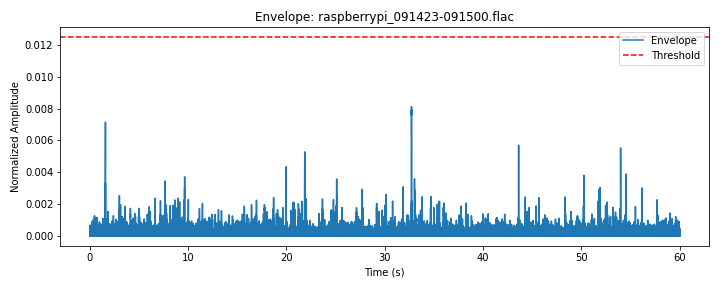 Envelope: raspberrypi_091423-091500.flac
Envelope
Threshold
Normalized Amplitude
0.012
0.010
0.008
0.006
0.004
0.002
0.000
0 10 20 30 40 50 60
Time (s)